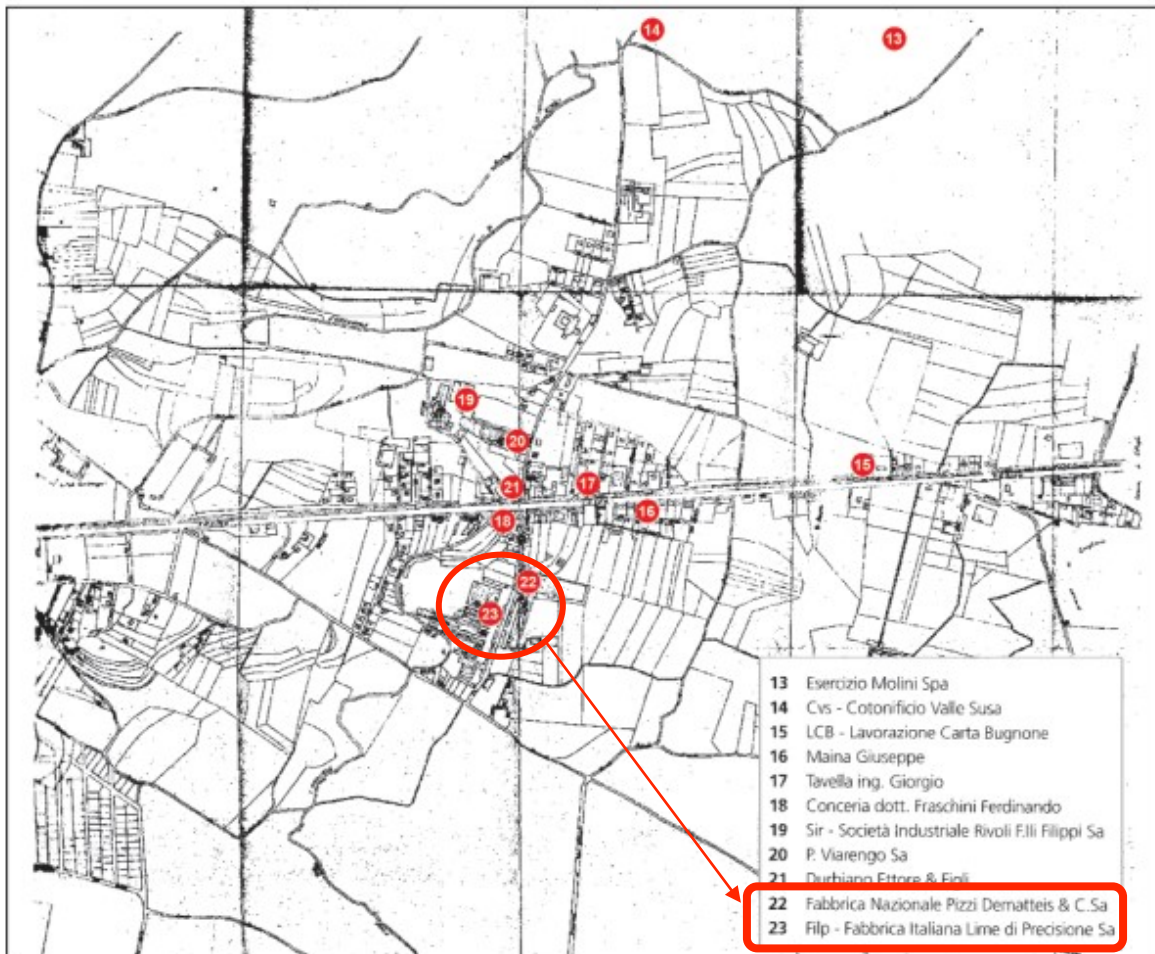 14
13
19
20
15
21
17
16
18
22
23
13 Esercizio Molini Spa
14 Cvs - Cotonificio Valle Susa
15 LCB - Lavorazione Carta Bugnone
16 Maina Giuseppe
17 Tavella ing. Giorgio
18 Conceria dott. Fraschini Ferdinando
19 Sir - Società Industriale Rivoli F.lli Filippi Sa
20 P. Viarengo Sa
21 Durbiano Ettore & Figli
22 Fabbrica Nazionale Pizzi Dematteis & C.Sa
23 Filp - Fabbrica Italiana Lime di Precisione Sa